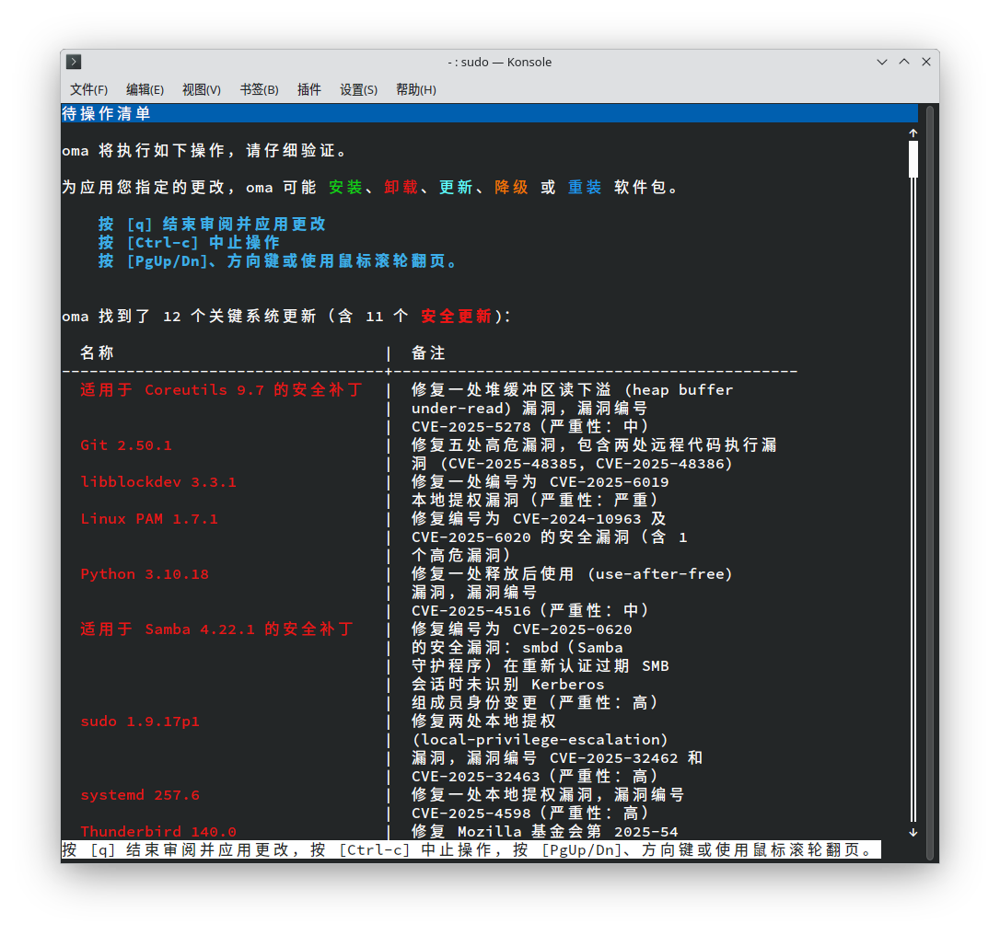 - : sudo — Konsole
文件(F) 编辑(E) 视图(V) 书签(B) 插件 设置(S) 帮助(H)
待操作清单
oma 将执行如下操作，请仔细验证。
为应用您指定的更改，oma 可能 安装、卸载、更新、降级 或 重装 软件包。
按 [q] 结束审阅并应用更改
按 [Ctrl-c] 中止操作
按 [PgUp/Dn]、方向键或使用鼠标滚轮翻页。
oma 找到了 12 个关键系统更新（含 11 个 安全更新）：
名称 | 备注
-----------------------------------+--------------------------------------------
适用于 Coreutils 9.7 的安全补丁 | 修复一处堆缓冲区读下溢 (heap buffer
| under-read) 漏洞，漏洞编号
| CVE-2025-5278（严重性：中）
Git 2.50.1 | 修复五处高危漏洞，包含两处远程代码执行漏
| 洞 (CVE-2025-48385, CVE-2025-48386)
libblockdev 3.3.1 | 修复一处编号为 CVE-2025-6019
| 本地提权漏洞（严重性：严重）
Linux PAM 1.7.1 | 修复编号为 CVE-2024-10963 及
| CVE-2025-6020 的安全漏洞（含 1
| 个高危漏洞）
Python 3.10.18 | 修复一处释放后使用 (use-after-free)
| 漏洞，漏洞编号
| CVE-2025-4516（严重性：中）
适用于 Samba 4.22.1 的安全补丁 | 修复编号为 CVE-2025-0620
| 的安全漏洞：smbd（Samba
| 守护程序）在重新认证过期 SMB
| 会话时未识别 Kerberos
| 组成员身份变更（严重性：高）
sudo 1.9.17p1 | 修复两处本地提权
| (local-privilege-escalation)
| 漏洞，漏洞编号 CVE-2025-32462 和
| CVE-2025-32463（严重性：高）
systemd 257.6 | 修复一处本地提权漏洞，漏洞编号
| CVE-2025-4598（严重性：高）
Thunderbird 140.0 | 修复 Mozilla 基金会第 2025-54
按 [q] 结束审阅并应用更改，按 [Ctrl-c] 中止操作，按 [PgUp/Dn]、方向键或使用鼠标滚轮翻页。